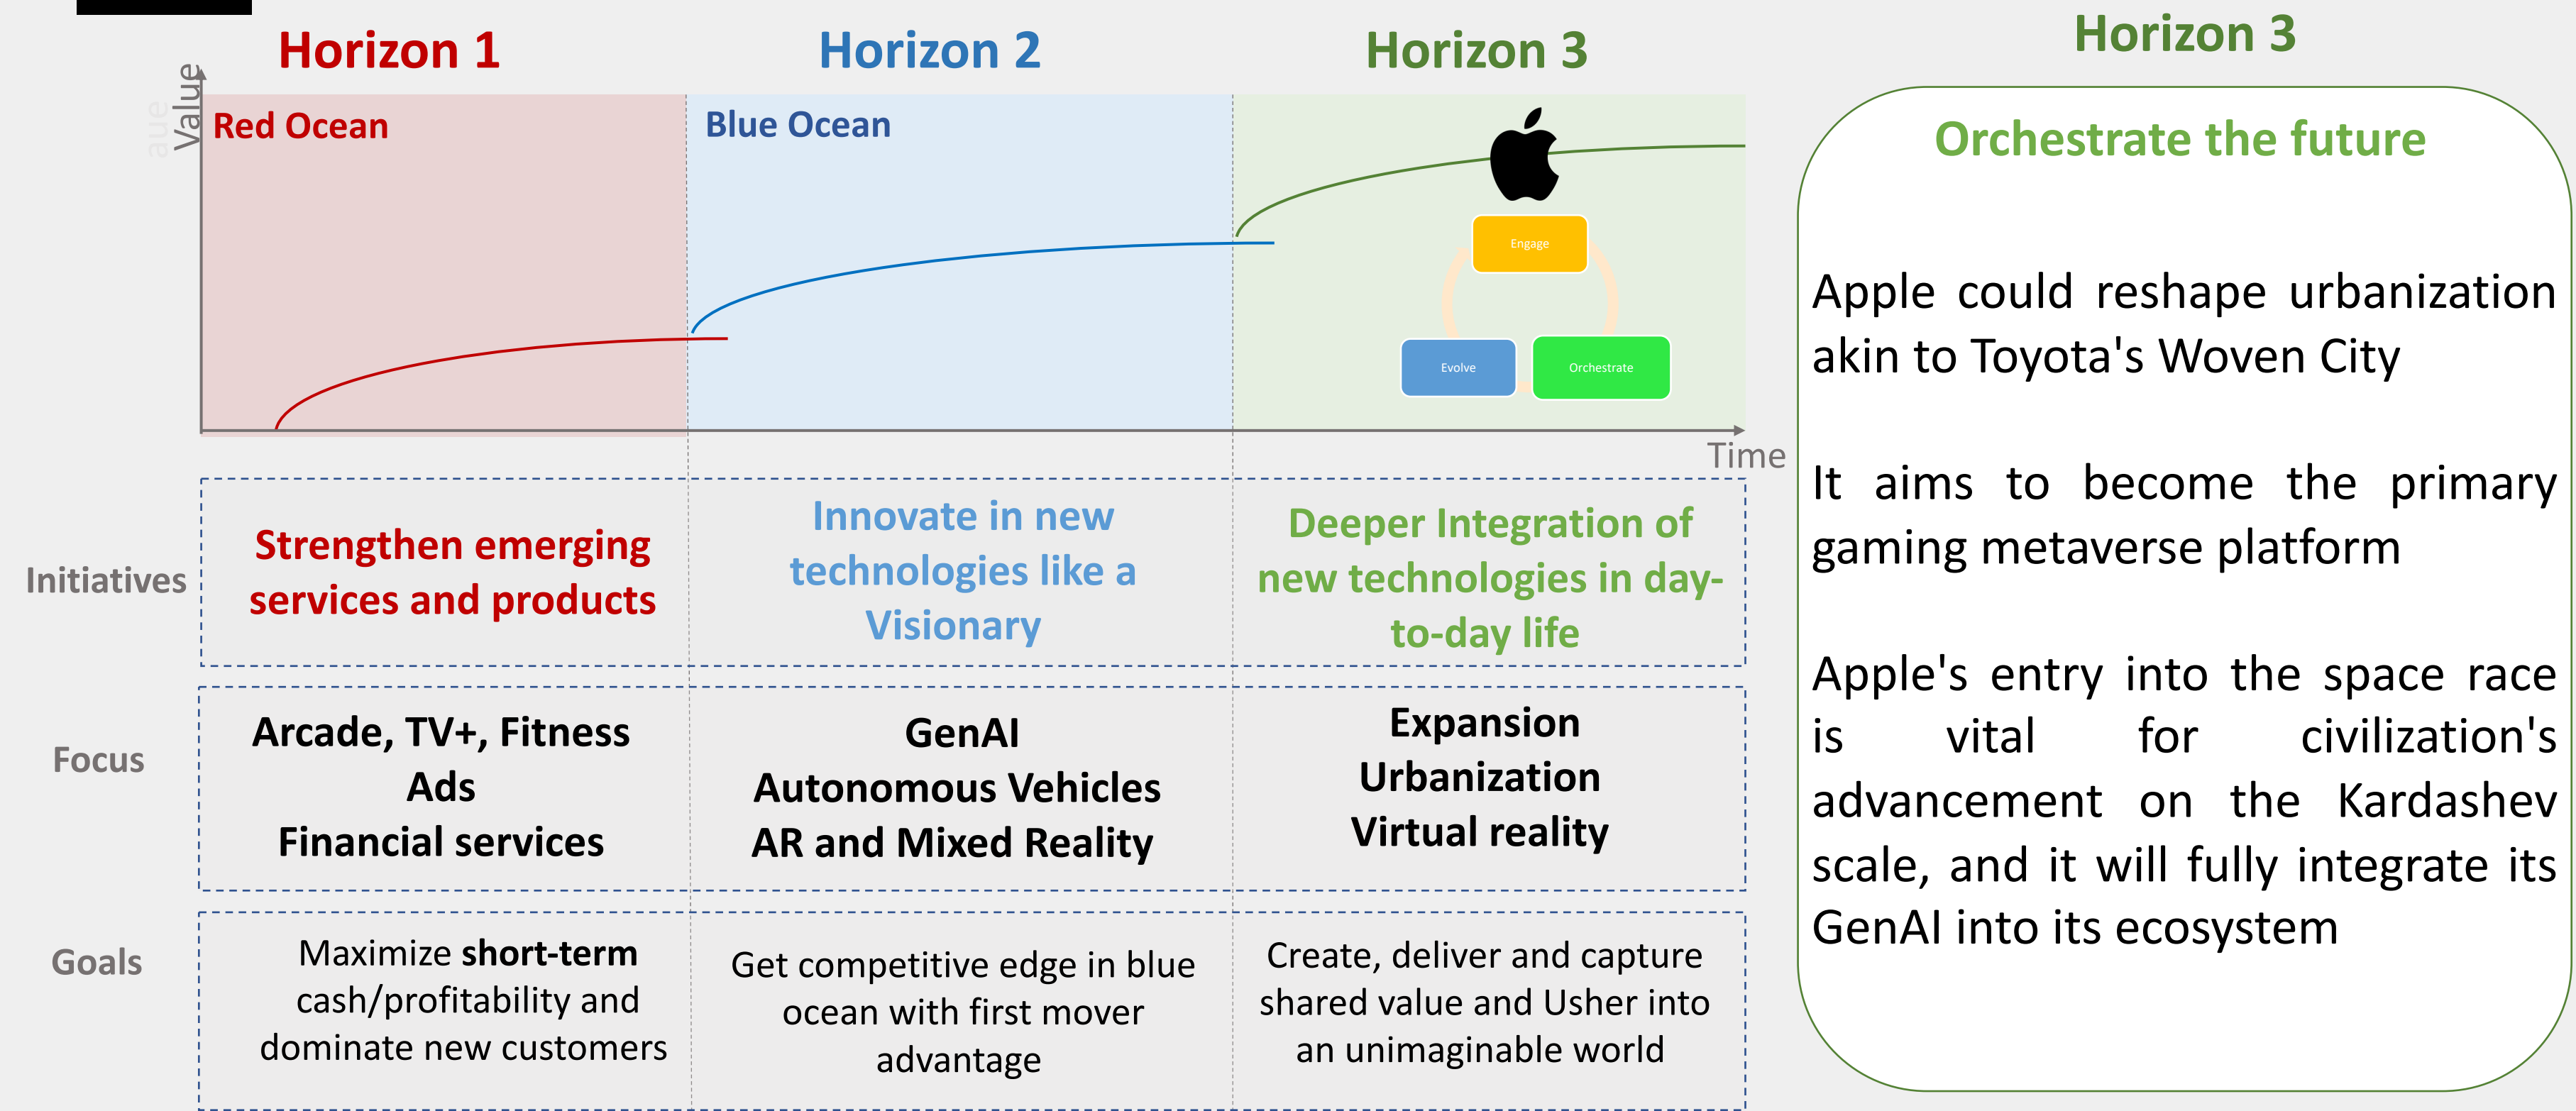 Horizon 1
Horizon 2
Horizon 3
Value
Red Ocean
Blue Ocean
Engage
Evolve
Orchestrate
Time
Initiatives
Strengthen emerging
services and products
Innovate in new
technologies like a
Visionary
Deeper Integration of
new technologies in day-
to-day life
Focus
Arcade, TV+, Fitness
Ads
Financial services
GenAI
Autonomous Vehicles
AR and Mixed Reality
Expansion
Urbanization
Virtual reality
Goals
Maximize short-term
cash/profitability and
dominate new customers
Get competitive edge in blue
ocean with first mover
advantage
Create, deliver and capture
shared value and Usher into
an unimaginable world
Horizon 3
Orchestrate the future
Apple could reshape urbanization
akin to Toyota's Woven City
It aims to become the primary
gaming metaverse platform
Apple's entry into the space race
is vital for civilization's
advancement on the Kardashev
scale, and it will fully integrate its
GenAI into its ecosystem